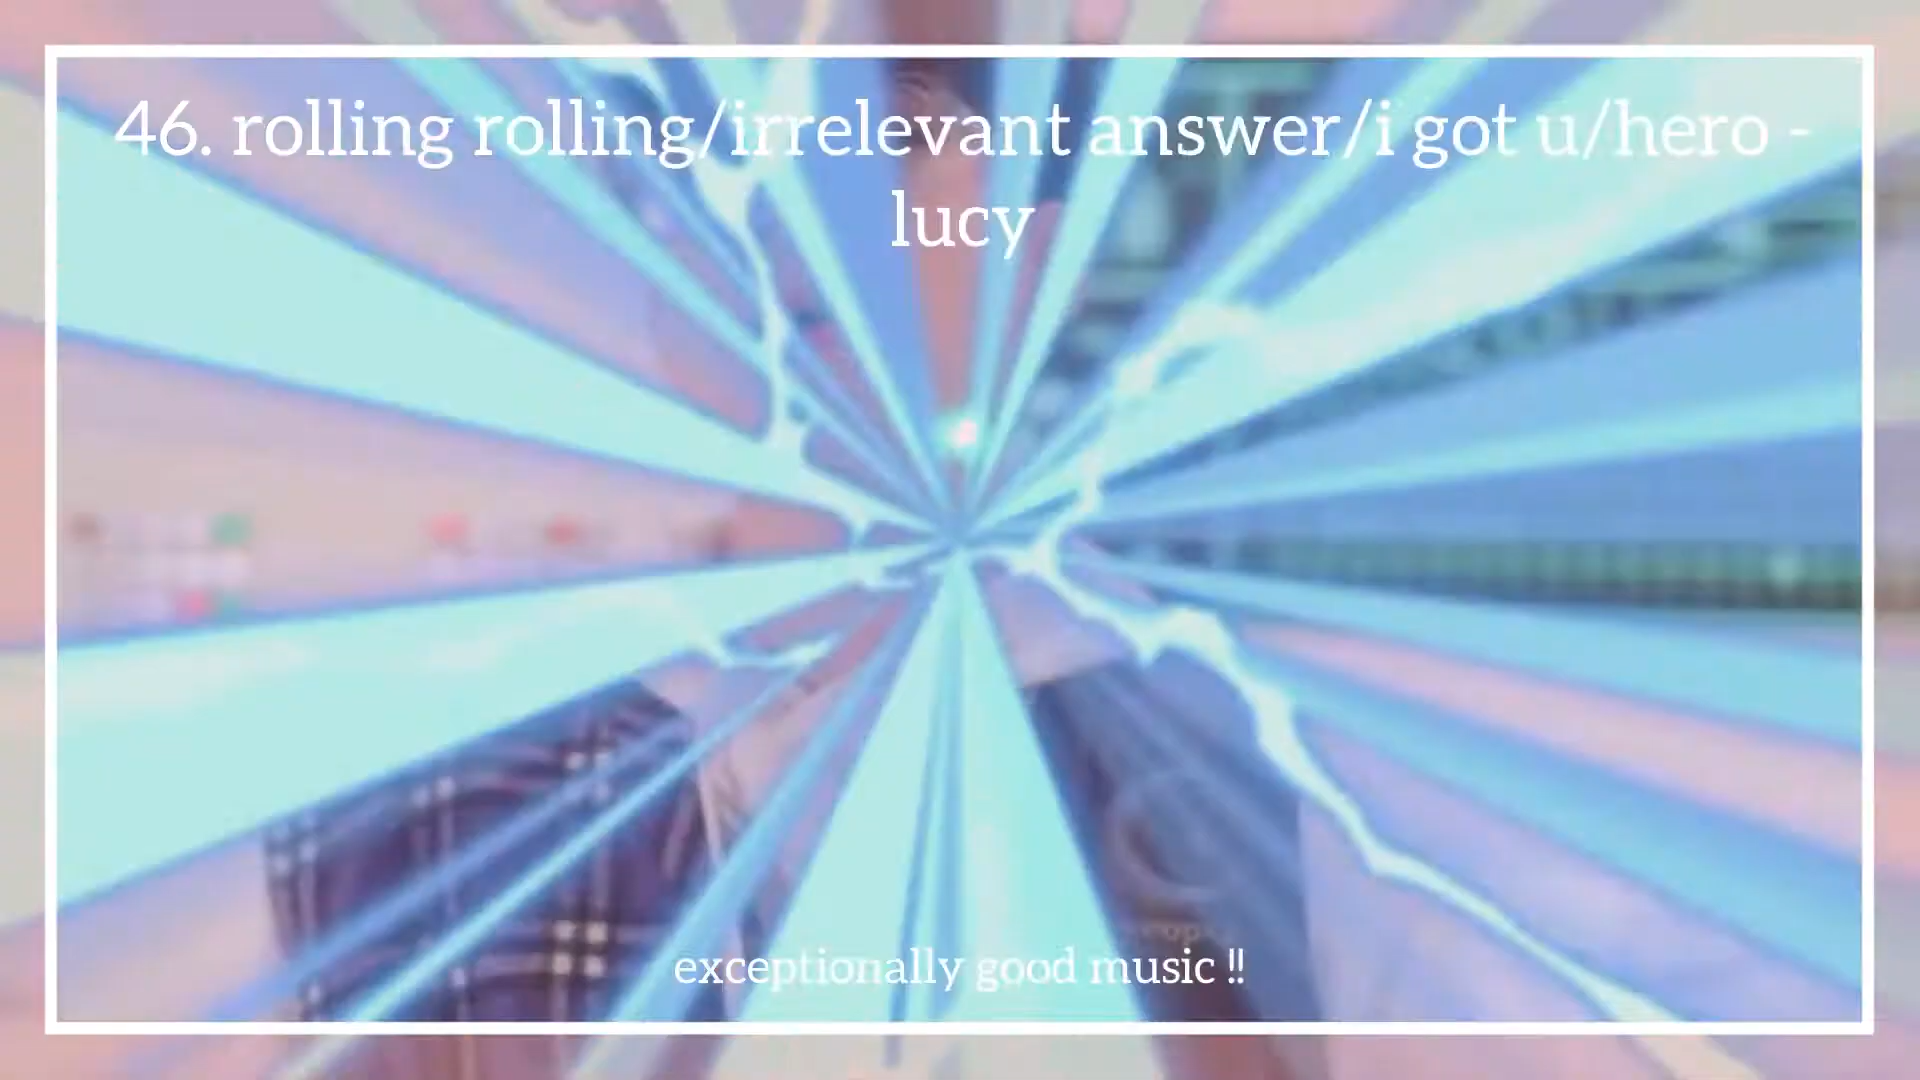 46. rolling rolling/irrelevant answer/i got u/hero -
lucy
exceptionally good music !!